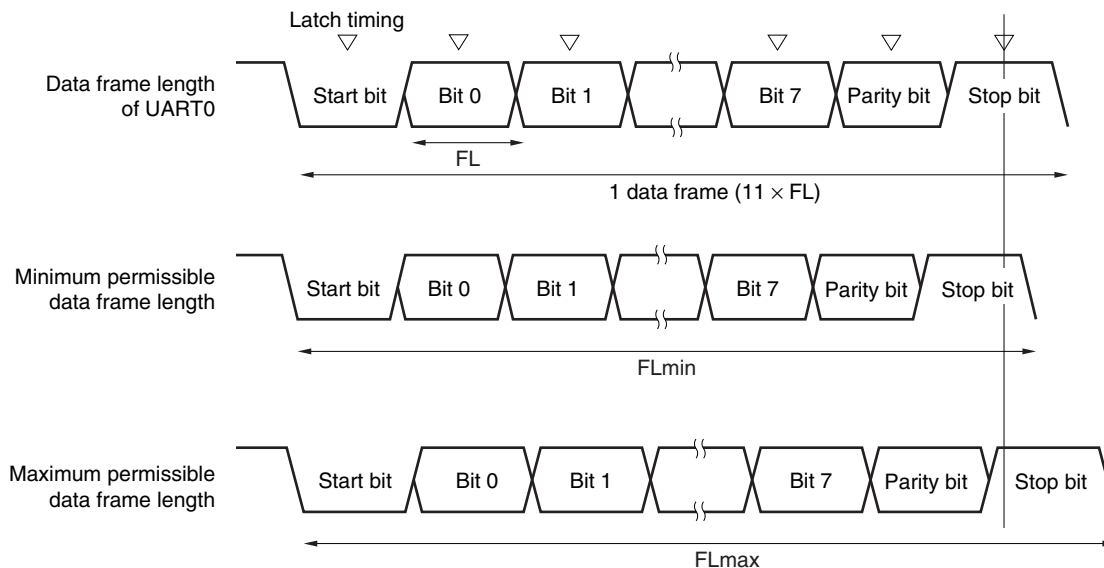 Latch timing
Data frame length
of UART0
Start bit
Bit 0
Bit 1
Bit 7
Parity bit
Stop bit
FL
1 data frame (11 × FL)
Minimum permissible
data frame length
Start bit
Bit 0
Bit 1
Bit 7
Parity bit
Stop bit
FLmin
Maximum permissible
data frame length
Start bit
Bit 0
Bit 1
Bit 7
Parity bit
Stop bit
FLmax